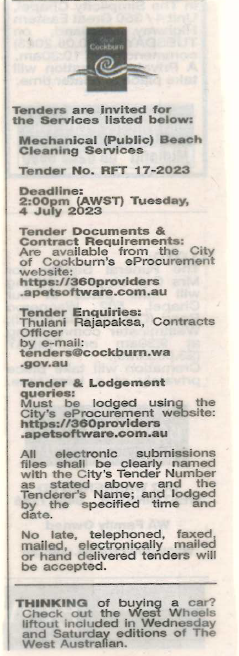 City of
Cockburn
Tenders are invited for
the Services listed below:
Mechanical (Public) Beach
Cleaning Services
Tender No. RFT 17-2023
Deadline:
2:00pm (AWST) Tuesday,
4 July 2023
Tender Documents &
Contract Requirements:
Are available from the City
of Cockburn's eProcurement
website:
https://360providers
.apetsoftware.com.au
Tender Enquiries:
Thulani Rajapaksa, Contracts
Officer
by e-mail:
tenders@cockburn.wa
.gov.au
Tender & Lodgement
queries:
Must be lodged using the
City's eProcurement website:
https://360providers
.apetsoftware.com.au
All electronic submissions
files shall be clearly named
with the City's Tender Number
as stated above and the
Tenderer's Name; and lodged
by the specified time and
date.
No late, telephoned, faxed,
mailed, electronically mailed
or hand delivered tenders will
be accepted.
THINKING of buying a car?
Check out the West Wheels
liftout included in Wednesday
and Saturday editions of The
West Australian.